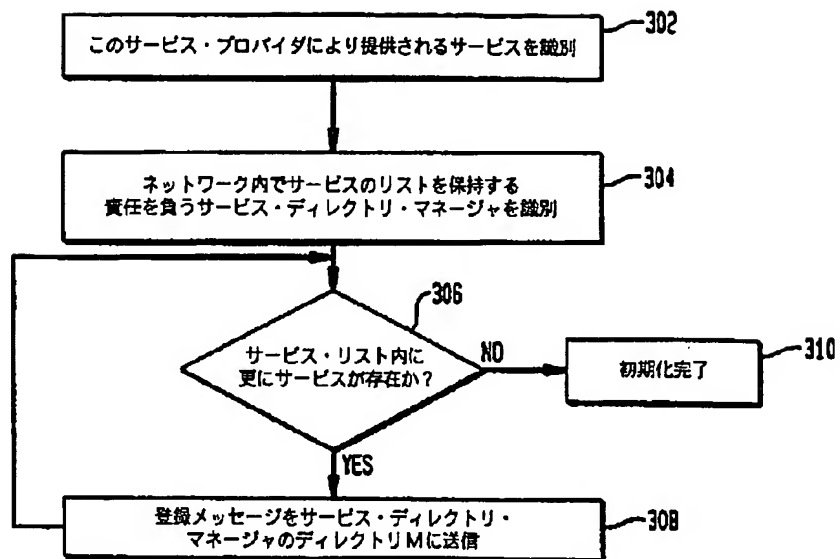 このサービス・プロバイダにより提供されるサービスを識別
302
ネットワーク内でサービスのリストを保持する
責任を負うサービス・ディレクトリ・マネージャを識別
304
306
サービス・リスト内に
更にサービスが存在か？
NO
初期化完了
310
YES
登録メッセージをサービス・ディレクトリ・
マネージャのディレクトリMに送信
308